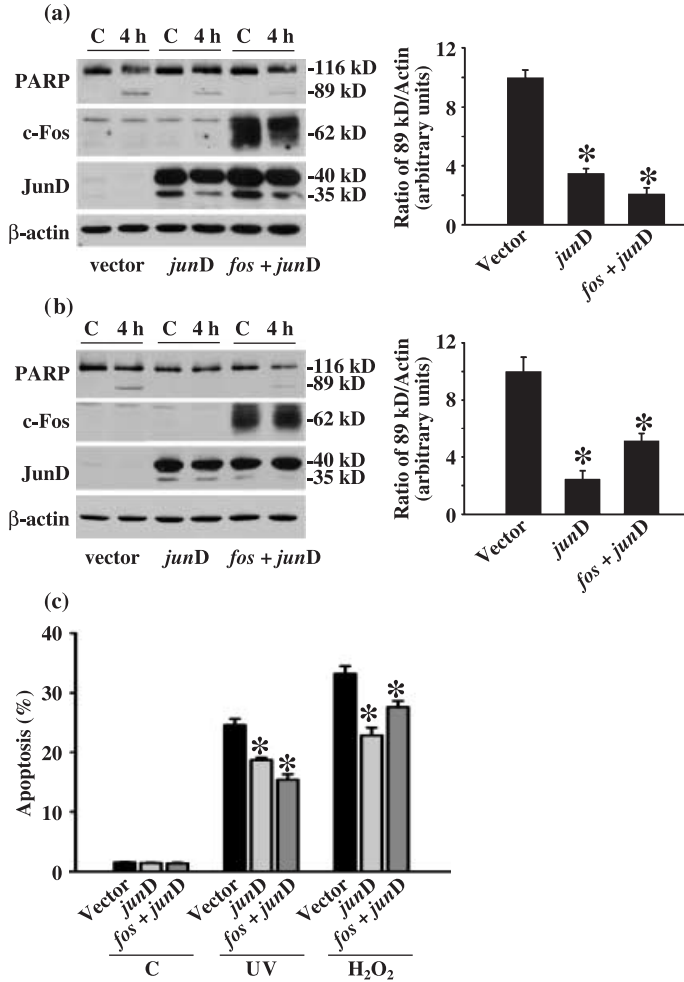 (a)
C 4 h C 4 h C 4 h
PARP
-116 kD
-89 kD
c-Fos
-62 kD
JunD
-40 kD
-35 kD
β-actin
vector junD fos + junD
Ratio of 89 kD/Actin
(arbitrary units)
12
8
4
0
*
*
Vector
junD
fos + junD
(b)
C 4 h C 4 h C 4 h
PARP
-116 kD
-89 kD
c-Fos
-62 kD
JunD
-40 kD
-35 kD
β-actin
vector junD fos + junD
Ratio of 89 kD/Actin
(arbitrary units)
12
8
4
0
*
*
Vector
junD
fos + junD
(c)
Apoptosis (%)
40
30
20
10
0
*
*
*
*
Vector
junD
fos + junD
Vector
junD
fos + junD
Vector
junD
fos + junD
C UV H₂O₂